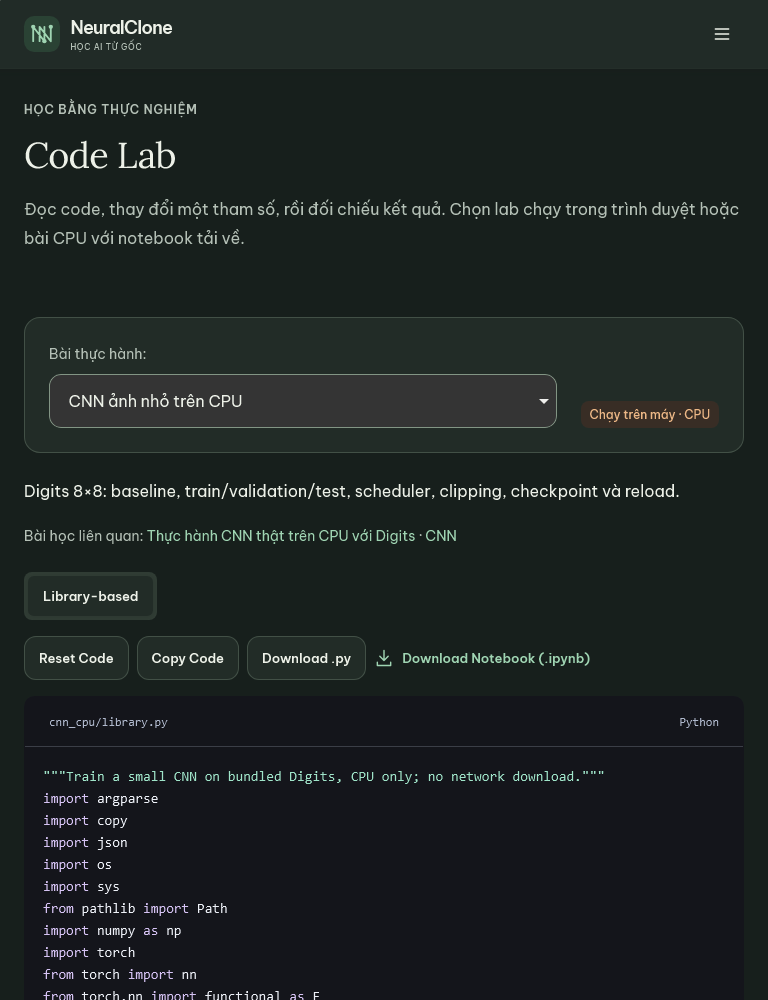 NeuralClone
HỌC AI TỪ GỐC
HỌC BẰNG THỰC NGHIỆM
Code Lab
Đọc code, thay đổi một tham số, rồi đối chiếu kết quả. Chọn lab chạy trong trình duyệt hoặc
bài CPU với notebook tải về.
Bài thực hành:
CNN ảnh nhỏ trên CPU
Chạy trên máy · CPU
Digits 8×8: baseline, train/validation/test, scheduler, clipping, checkpoint và reload.
Bài học liên quan: Thực hành CNN thật trên CPU với Digits · CNN
Library-based
Reset Code
Copy Code
Download .py
Download Notebook (.ipynb)
cnn_cpu/library.py
Python
"""Train a small CNN on bundled Digits, CPU only; no network download."""
import argparse
import copy
import json
import os
import sys
from pathlib import Path
import numpy as np
import torch
from torch import nn
from torch.nn import functional as F